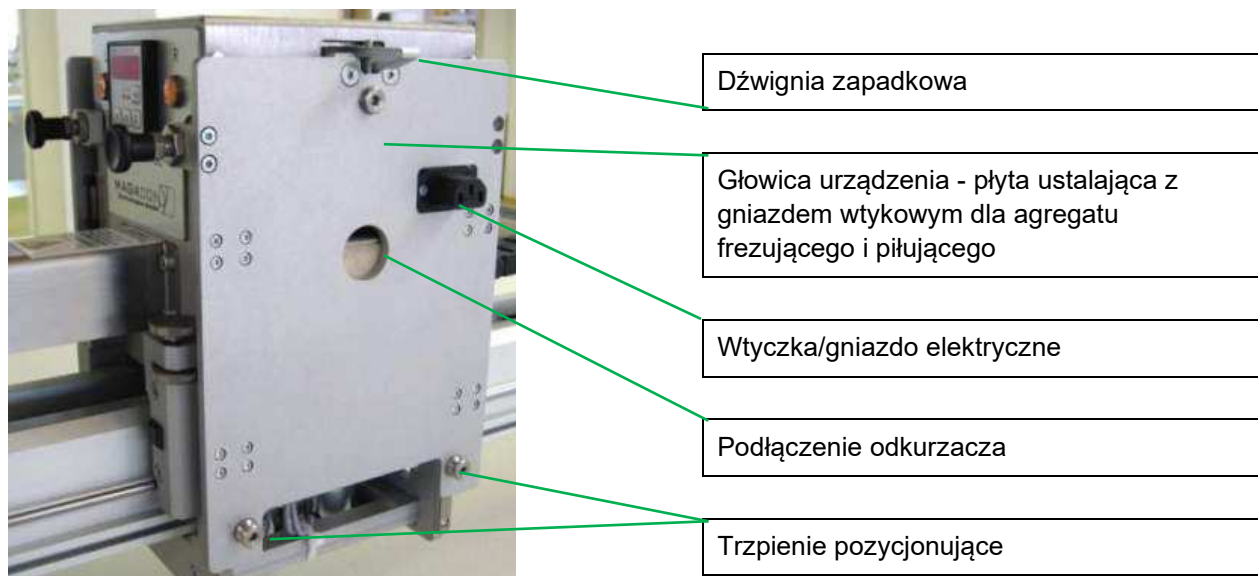 Dźwignia zapadkowa
Głowica urządzenia - płyta ustalająca z
gniazdem wtykowym dla agregatu
frezującego i piłującego
Wtyczka/gniazdo elektryczne
Podłączenie odkurzacza
Trzpienie pozycjonujące